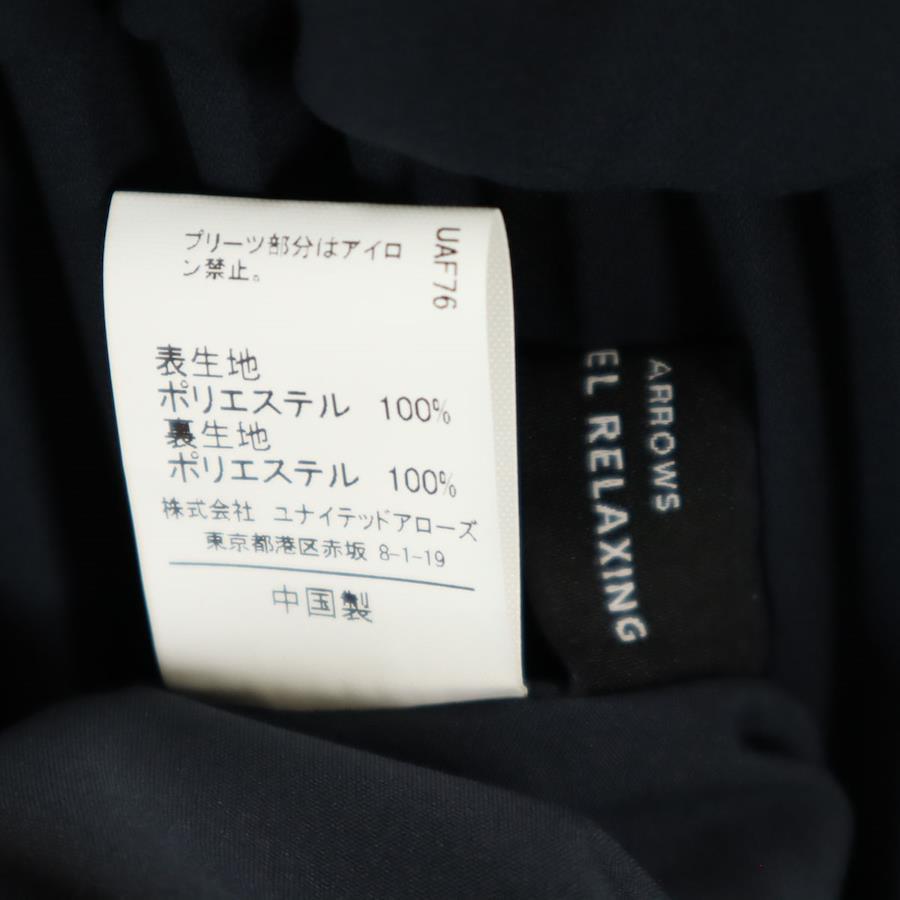 プリーツ部分はアイロ
ン禁止。
UAF76
表生地
ポリエステル 100%
裏生地
ポリエステル 100%
株式会社 ユナイテッドアローズ
東京都港区赤坂 8-1-19
中国製
ARROWS
EL RELAXING